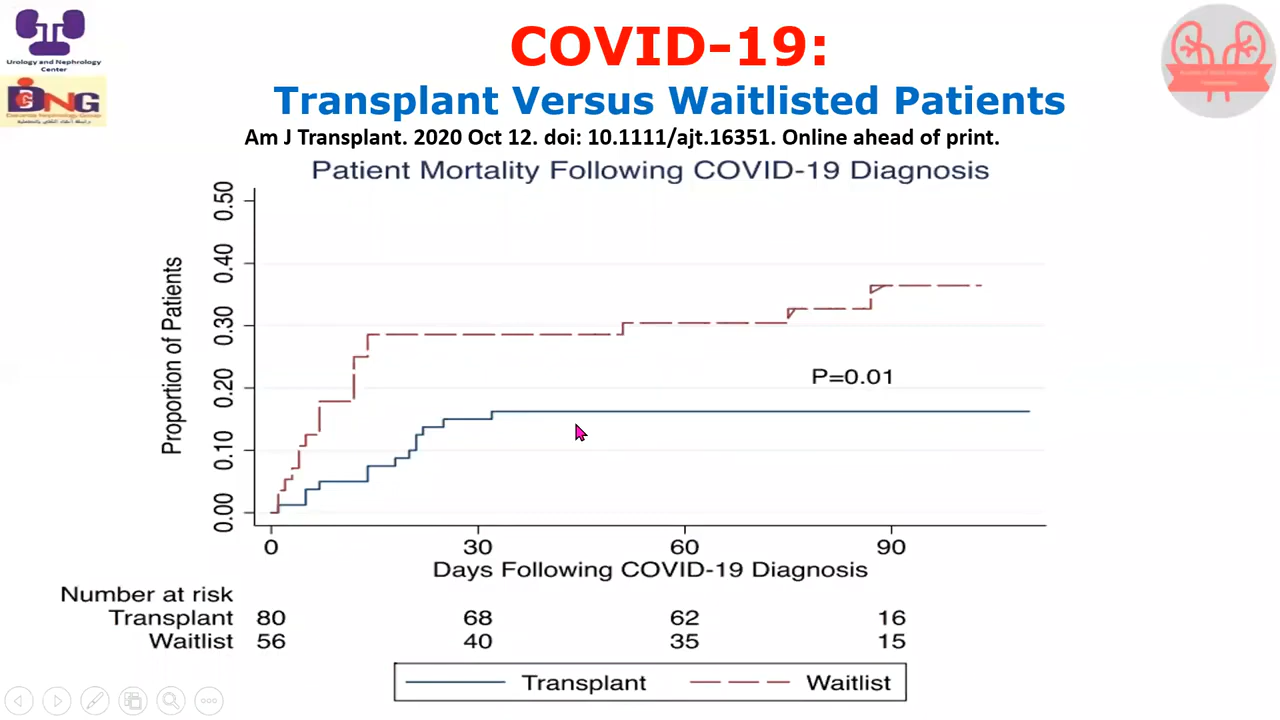 COVID-19:
Transplant Versus Waitlisted Patients
Am J Transplant. 2020 Oct 12. doi: 10.1111/ajt.16351. Online ahead of print.
Urology and Nephrology
Center
DNG
Patient Mortality Following COVID-19 Diagnosis
Proportion of Patients
0.50
0.40
0.30
0.20
0.10
0.00
P=0.01
0 30 60 90
Days Following COVID-19 Diagnosis
Number at risk
Transplant 80 68 62 16
Waitlist 56 40 35 15
Transplant Waitlist